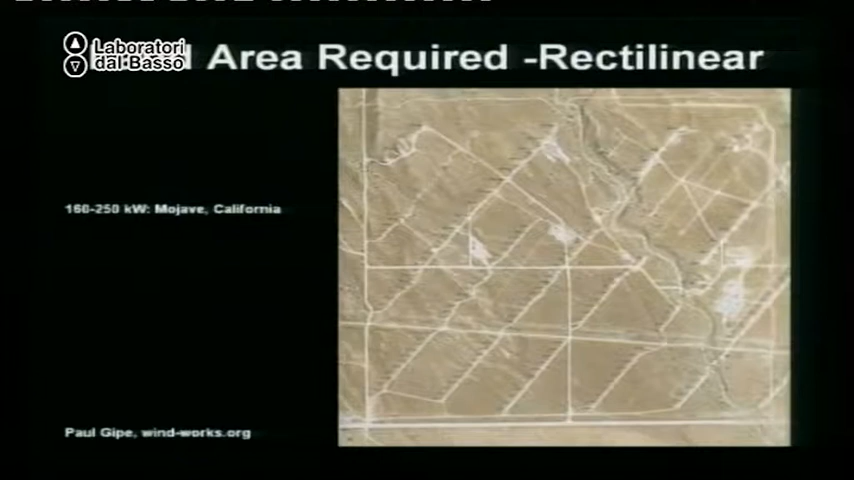 Laboratori
dal Basso
Area Required -Rectilinear
160-250 kW: Mojave, California
Paul Gipe, wind-works.org